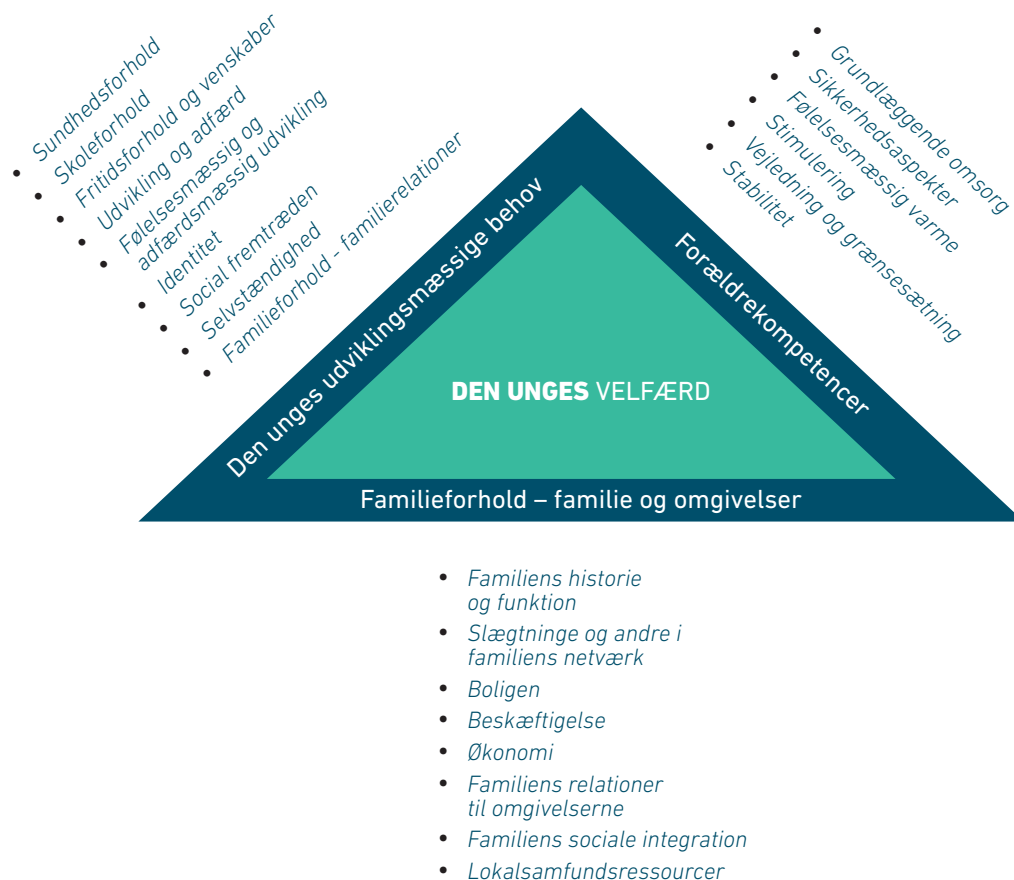 • Sundhedsforhold
• Skoleforhold
• Fritidsforhold og venskaber
• Udvikling og adfærd
• Følelsesmæssig og
adfærdsmæssig udvikling
• Identitet
• Social fremtræden
• Selvstændighed
• Familieforhold - familierelationer
• Grundlæggende omsorg
• Sikkerhedsaspekter
• Følelsesmæssig varme
• Stimulering
• Vejledning og grænsesætning
• Stabilitet
Den unges udviklingsmæssige behov
Forældrekompetencer
DEN UNGES VELFÆRD
Familieforhold – familie og omgivelser
• Familiens historie
og funktion
• Slægtninge og andre i
familiens netværk
• Boligen
• Beskæftigelse
• Økonomi
• Familiens relationer
til omgivelserne
• Familiens sociale integration
• Lokalsamfundsressourcer